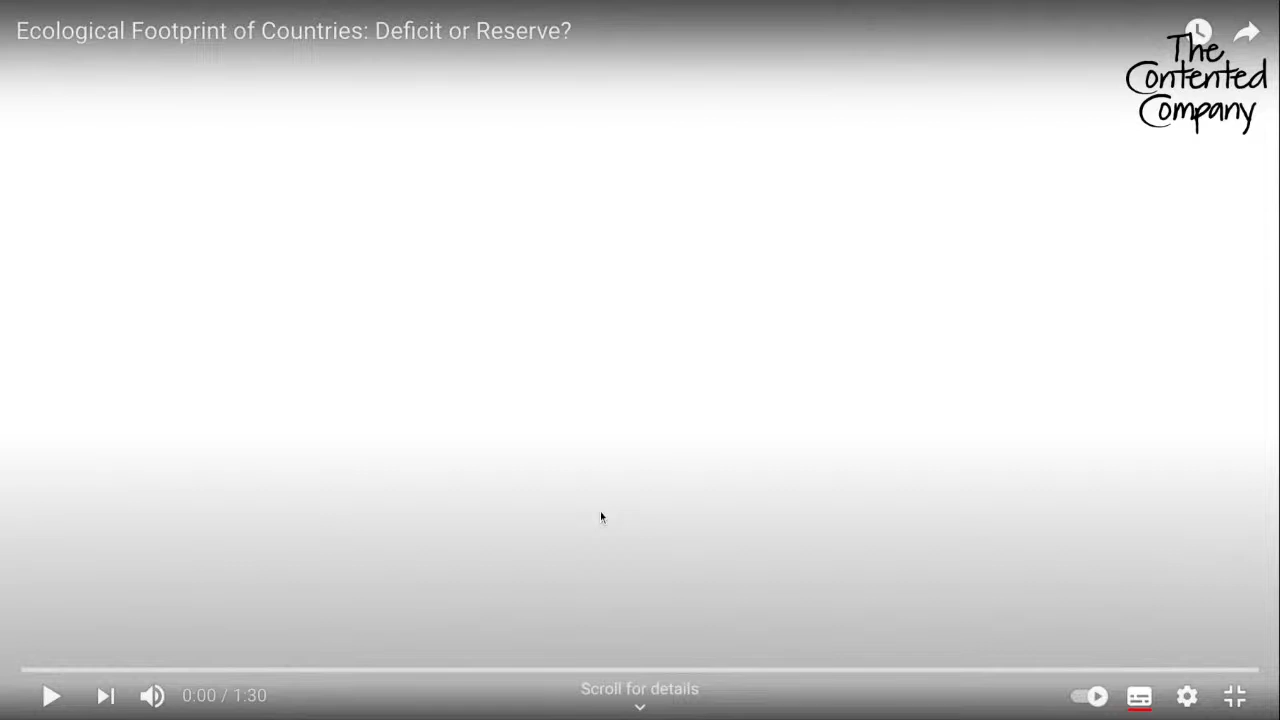 Ecological Footprint of Countries: Deficit or Reserve?
The
Contented
Company
Scroll for details
0:00 / 1:30